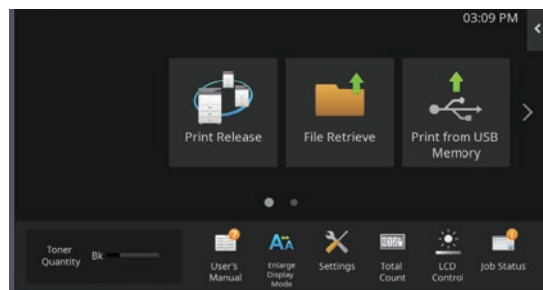 03:09 PM
Print Release
File Retrieve
Print from USB
Memory
Toner
Quantity
Bk
User's
Manual
Enlarge
Display
Mode
Settings
Total
Count
LCD
Control
Job Status